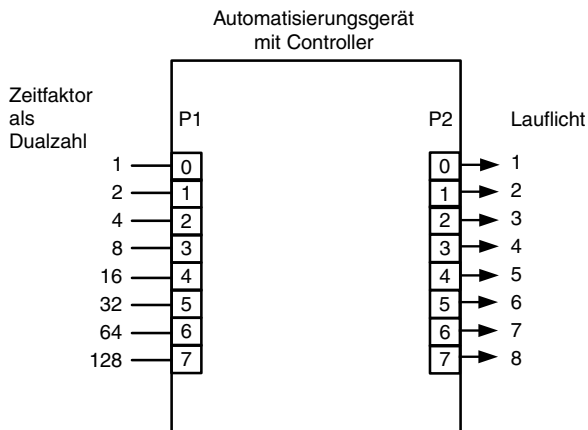 Automatisierungsgerät
mit Controller
Zeitfaktor
als
Dualzahl
P1
P2
Lauflicht
1 0 0 1
2 1 1 2
4 2 2 3
8 3 3 4
16 4 4 5
32 5 5 6
64 6 6 7
128 7 7 8